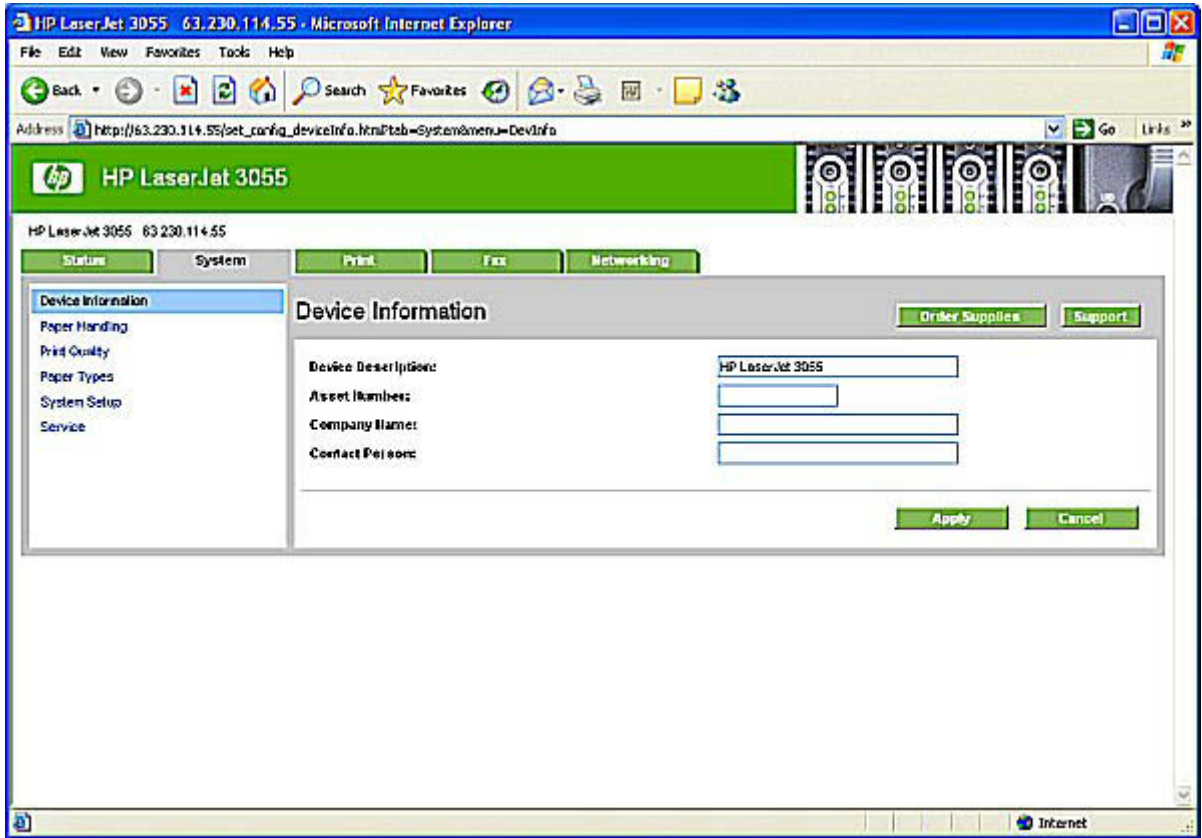 HP LaserJet 3055 63.230.114.55 - Microsoft Internet Explorer
File Edit View Favorites Tools Help
Back Search Favorites
Address http://63.230.114.55/set_config_deviceInfo.html?tab=System&menu=DevInfo Go Links »
hp HP LaserJet 3055
HP LaserJet 3055 63.230.114.55
Status System Print Fax Networking
Device Information
Paper Handling
Print Quality
Paper Types
System Setup
Service
Device Information Order Supplies Support
Device Description: HP LaserJet 3055
Asset Number:
Company Name:
Contact Person:
Apply Cancel
Internet